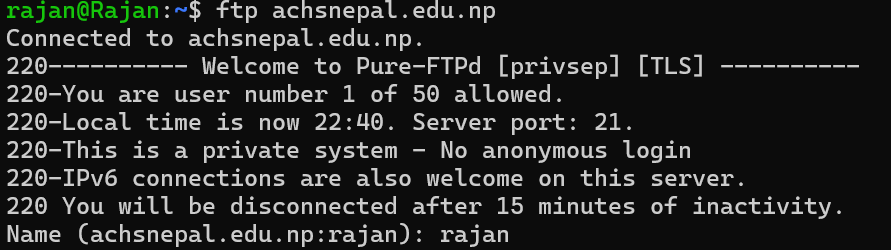 rajan@Rajan:~$ ftp achsnepal.edu.np
Connected to achsnepal.edu.np.
220---------- Welcome to Pure-FTPd [privsep] [TLS] ----------
220-You are user number 1 of 50 allowed.
220-Local time is now 22:40. Server port: 21.
220-This is a private system - No anonymous login
220-IPv6 connections are also welcome on this server.
220 You will be disconnected after 15 minutes of inactivity.
Name (achsnepal.edu.np:rajan): rajan